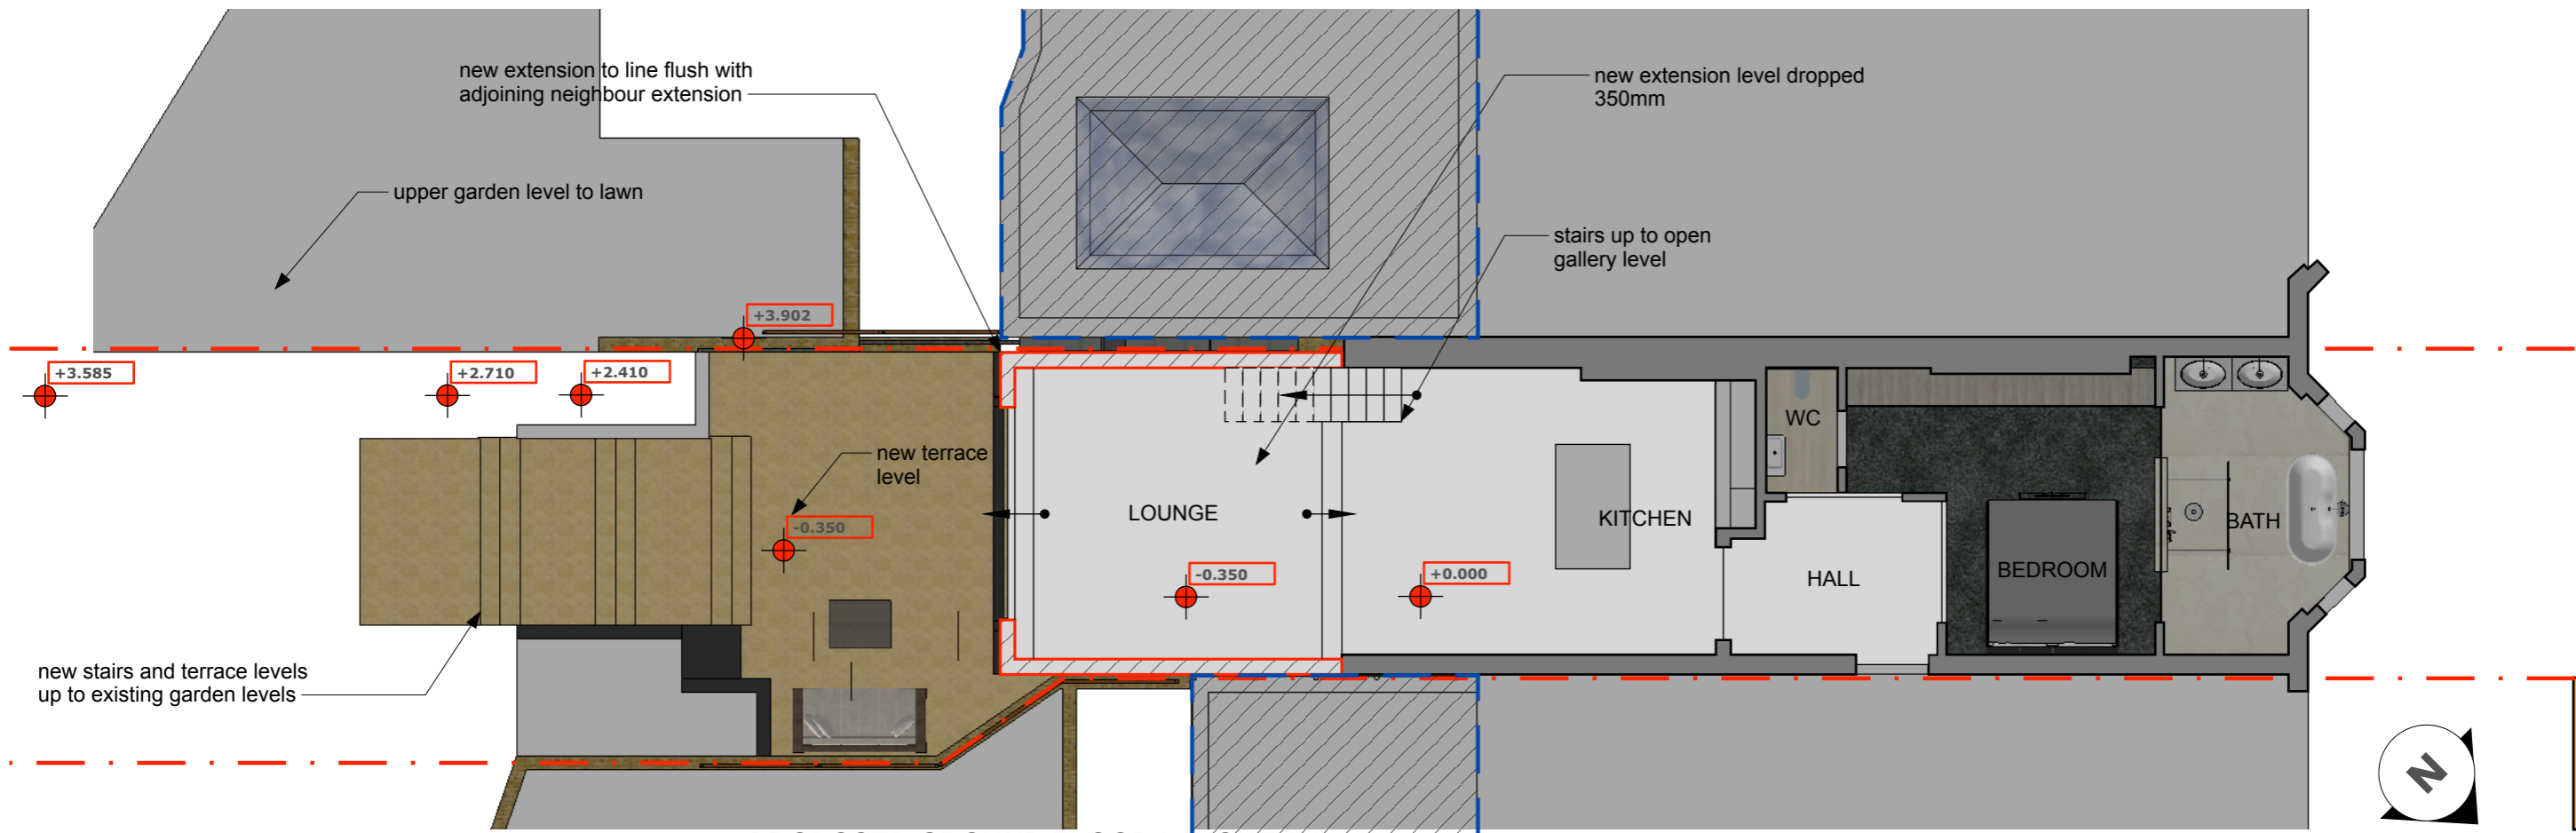 new extension to line flush with
adjoining neighbour extension
new extension level dropped
350mm
upper garden level to lawn
stairs up to open
gallery level
+3.902
+3.585
+2.710
+2.410
new terrace
level
-0.350
LOUNGE
-0.350
+0.000
KITCHEN
WC
HALL
BEDROOM
BATH
new stairs and terrace levels
up to existing garden levels
N